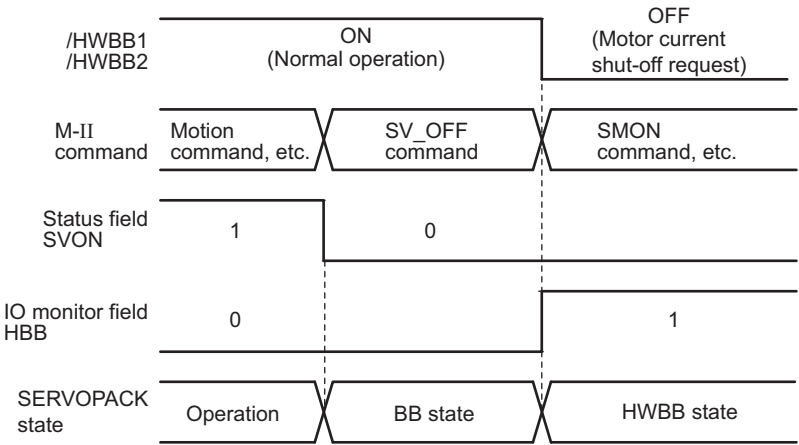 /HWBB1
/HWBB2
ON
(Normal operation)
OFF
(Motor current
shut-off request)
M-II
command
Motion
command, etc.
SV_OFF
command
SMON
command, etc.
Status field
SVON
1
0
IO monitor field
HBB
0
1
SERVOPACK
state
Operation
BB state
HWBB state